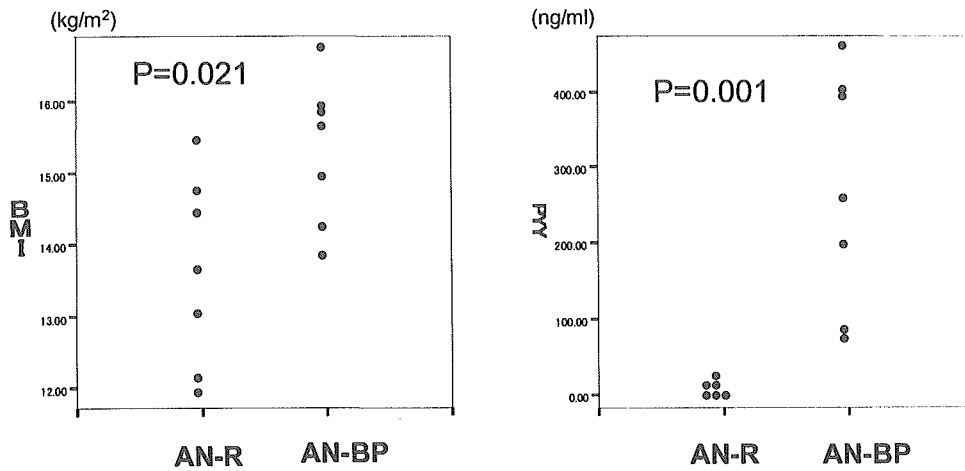 (kg/m²)
P=0.021
16.00
15.00
14.00
13.00
12.00
BMI
AN-R
AN-BP
(ng/ml)
P=0.001
400.00
300.00
200.00
100.00
0.00
PYY
AN-R
AN-BP